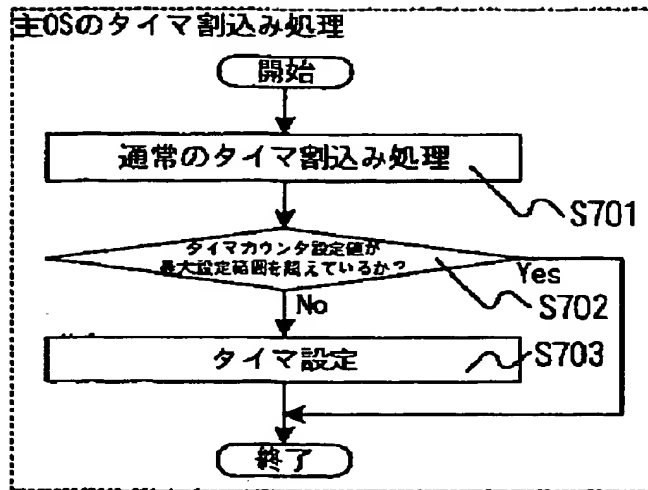 主OSのタイマ割込み処理
開始
通常のタイマ割込み処理
S701
タイマカウンタ設定値が
最大設定範囲を超えているか?
Yes
S702
No
タイマ設定
S703
終了